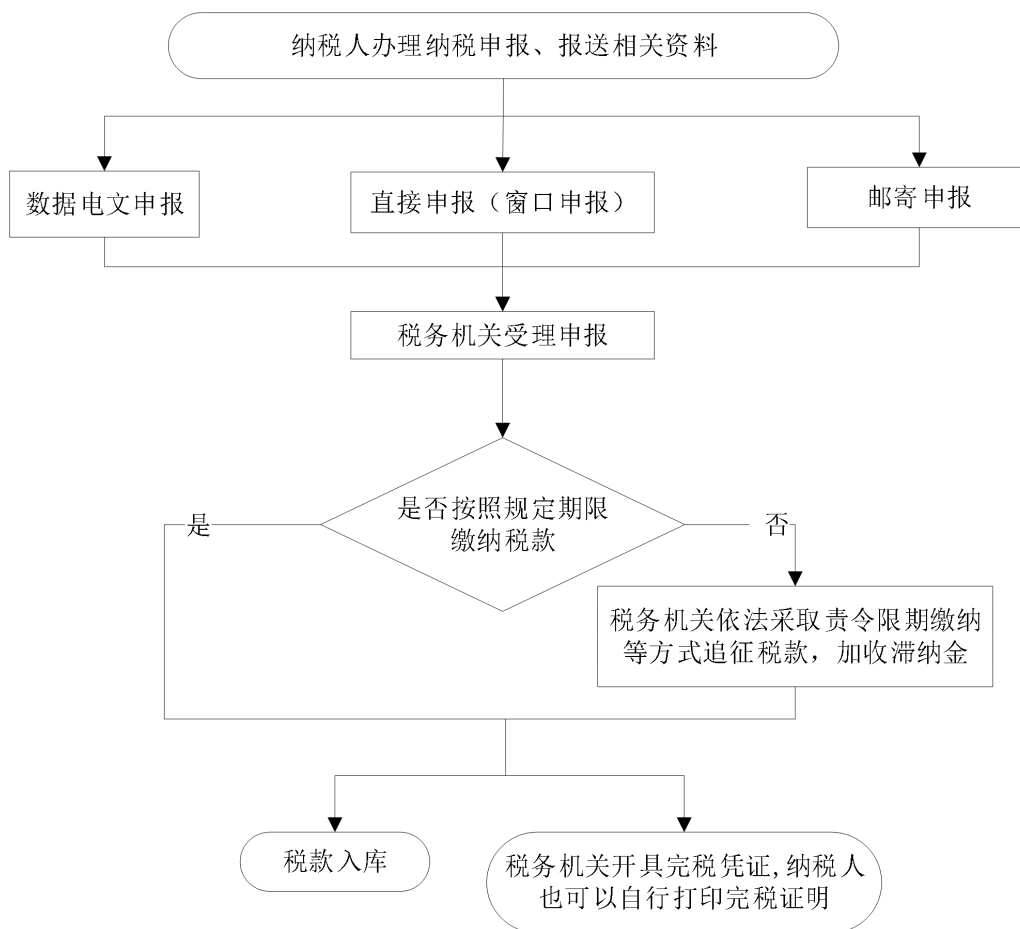 纳税人办理纳税申报、报送相关资料
数据电文申报
直接申报（窗口申报）
邮寄申报
税务机关受理申报
是否按照规定期限
缴纳税款
是
否
税务机关依法采取责令限期缴纳
等方式追征税款，加收滞纳金
税款入库
税务机关开具完税凭证,纳税人
也可以自行打印完税证明